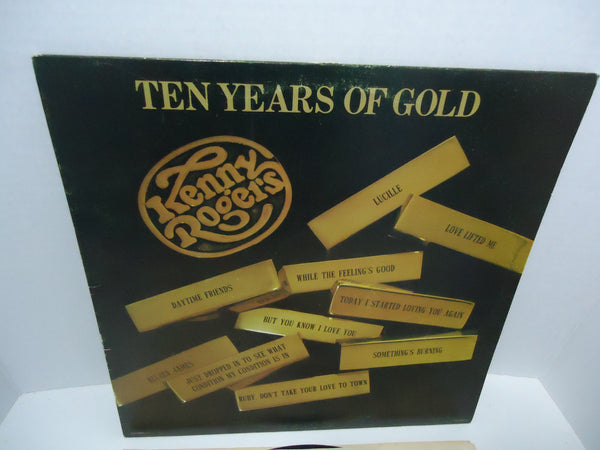 TEN YEARS OF GOLD
Kenny
Rogers
LUCILLE
LOVE LIFTED ME
WHILE THE FEELING'S GOOD
DAYTIME FRIENDS
TODAY I STARTED LOVING YOU AGAIN
BUT YOU KNOW I LOVE YOU
SOMETHING'S BURNING
REUBEN JAMES
JUST DROPPED IN TO SEE WHAT
CONDITION MY CONDITION IS IN
RUBY DON'T TAKE YOUR LOVE TO TOWN